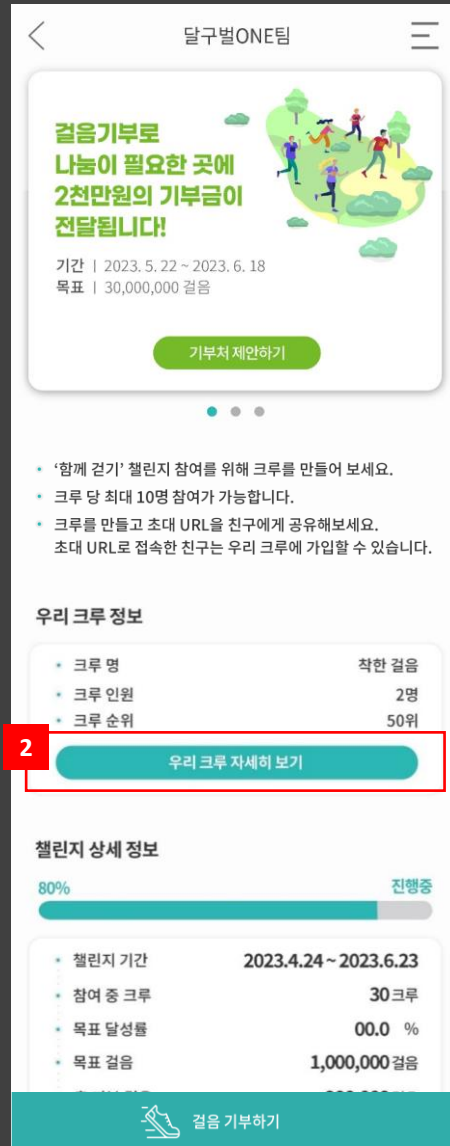 달구벌ONE팀
걸음기부로
나눔이 필요한 곳에
2천만원의 기부금이
전달됩니다!
기간 | 2023. 5. 22 ~ 2023. 6. 18
목표 | 30,000,000 걸음
기부처 제안하기
• ‘함께 걷기’ 챌린지 참여를 위해 크루를 만들어 보세요.
• 크루 당 최대 10명 참여가 가능합니다.
• 크루를 만들고 초대 URL을 친구에게 공유해보세요.
초대 URL로 접속한 친구는 우리 크루에 가입할 수 있습니다.
우리 크루 정보
• 크루 명 착한 걸음
• 크루 인원 2명
• 크루 순위 50위
2
우리 크루 자세히 보기
챌린지 상세 정보
80% 진행중
• 챌린지 기간 2023.4.24 ~ 2023.6.23
• 참여 중 크루 30 크루
• 목표 달성률 00.0 %
• 목표 걸음 1,000,000 걸음
걸음 기부하기